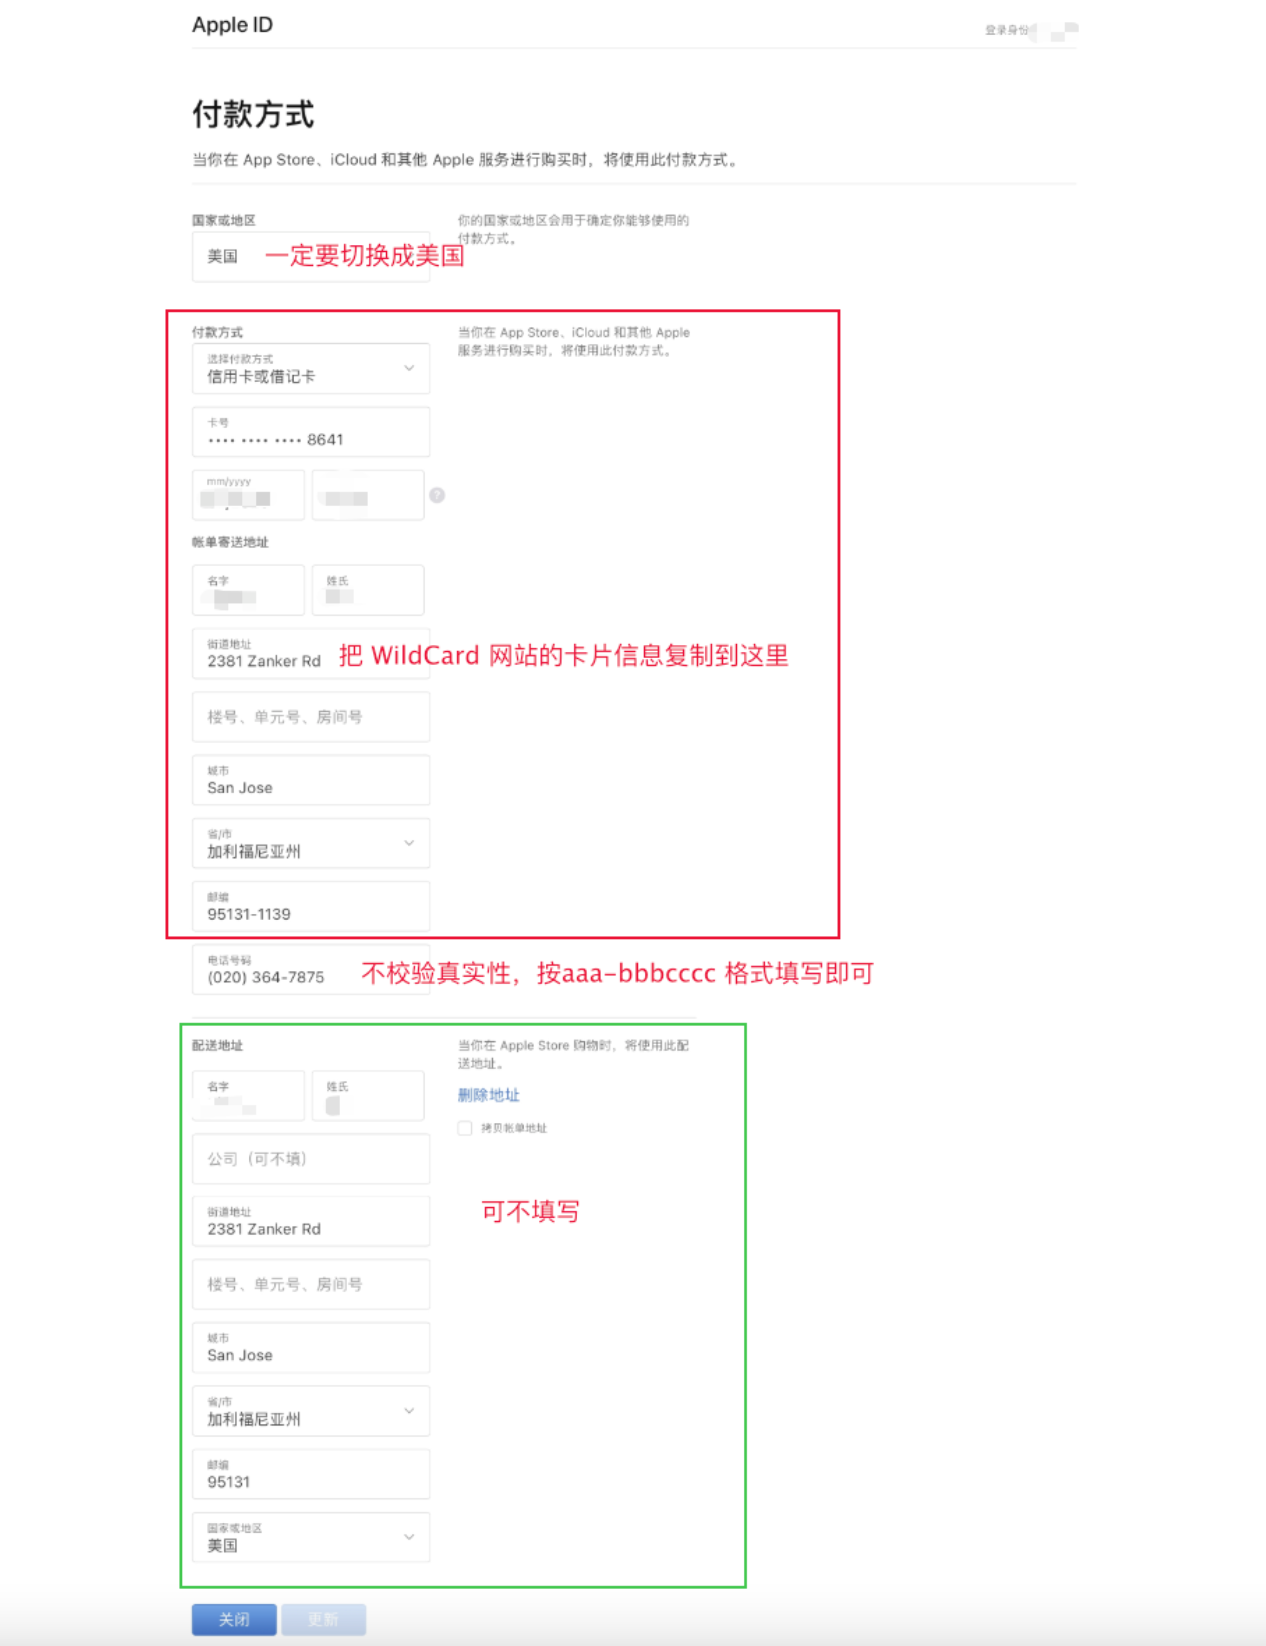 Apple ID
登录身份
付款方式
当你在 App Store、iCloud 和其他 Apple 服务进行购买时，将使用此付款方式。
国家或地区
你的国家或地区会用于确定你能够使用的
付款方式。
美国
一定要切换成美国
付款方式
当你在 App Store、iCloud 和其他 Apple
服务进行购买时，将使用此付款方式。
选择付款方式
信用卡或借记卡
卡号
•••• •••• •••• 8641
mm/yyyy
?
帐单寄送地址
名字
姓氏
街道地址
2381 Zanker Rd
把 WildCard 网站的卡片信息复制到这里
楼号、单元号、房间号
城市
San Jose
省/市
加利福尼亚州
邮编
95131-1139
电话号码
(020) 364-7875
不校验真实性，按aaa-bbbcccc 格式填写即可
配送地址
当你在 Apple Store 购物时，将使用此配
送地址。
名字
姓氏
删除地址
拷贝帐单地址
公司（可不填）
街道地址
2381 Zanker Rd
可不填写
楼号、单元号、房间号
城市
San Jose
省/市
加利福尼亚州
邮编
95131
国家或地区
美国
关闭
更新